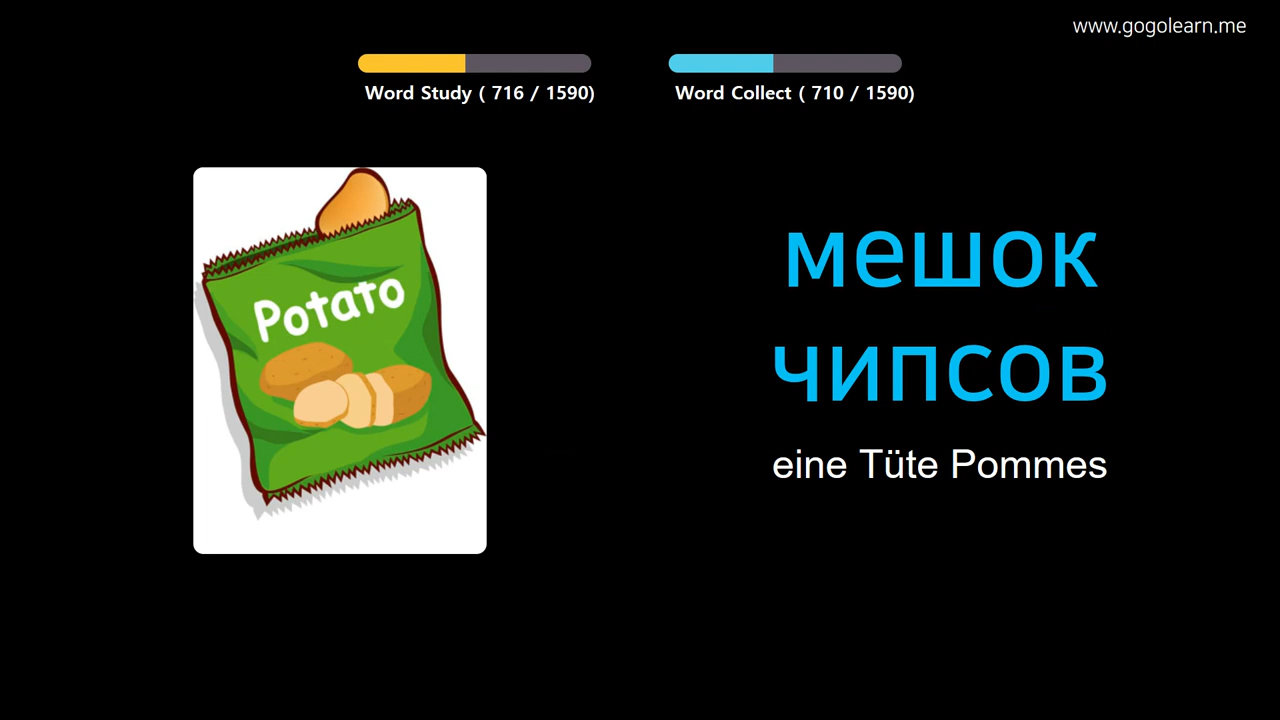 www.gogolearn.me
Word Study ( 716 / 1590)
Word Collect ( 710 / 1590)
Potato
мешок
чипсов
eine Tüte Pommes